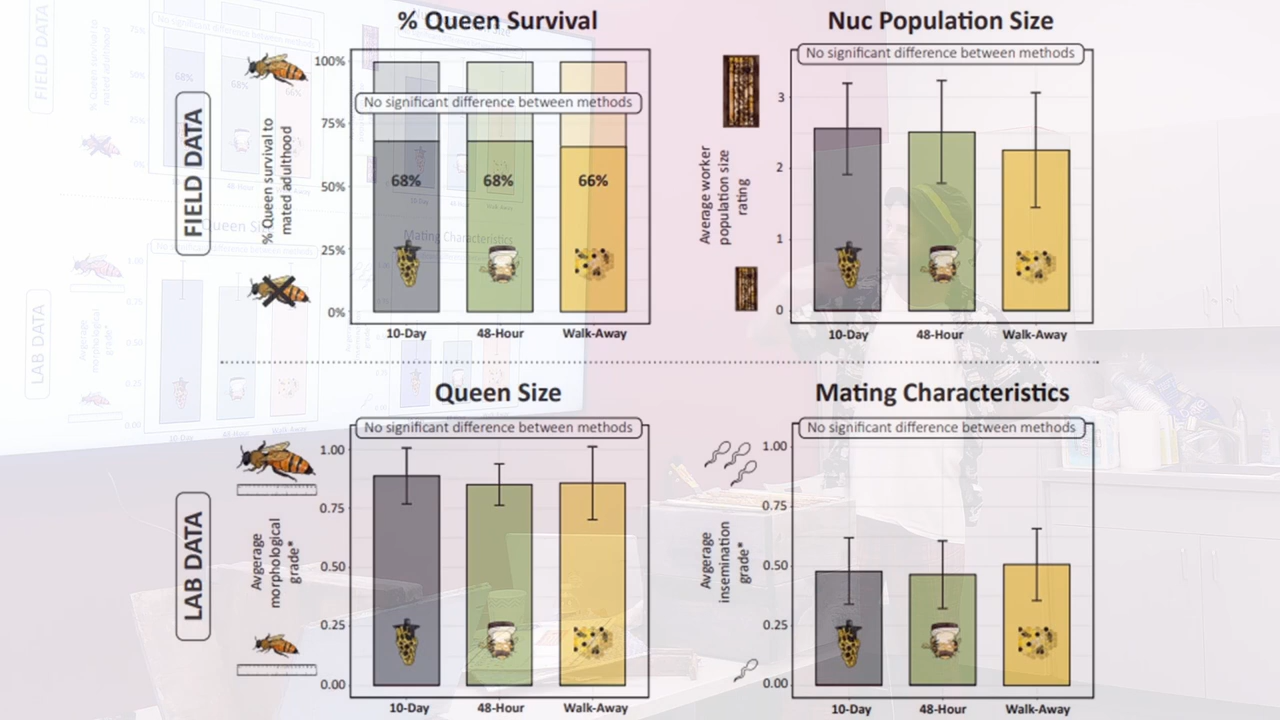 % Queen Survival
FIELD DATA
% Queen survival to
mated adulthood
100%
75%
50%
25%
0%
No significant difference between methods
68%
68%
66%
10-Day
48-Hour
Walk-Away
Nuc Population Size
Average worker
population size
rating
3
2
1
0
No significant difference between methods
10-Day
48-Hour
Walk-Away
Queen Size
LAB DATA
Avgerage
morphological
grade*
1.00
0.75
0.50
0.25
0.00
No significant difference between methods
10-Day
48-Hour
Walk-Away
Mating Characteristics
Avgerage
insemination
grade*
1.00
0.75
0.50
0.25
0.00
No significant difference between methods
10-Day
48-Hour
Walk-Away